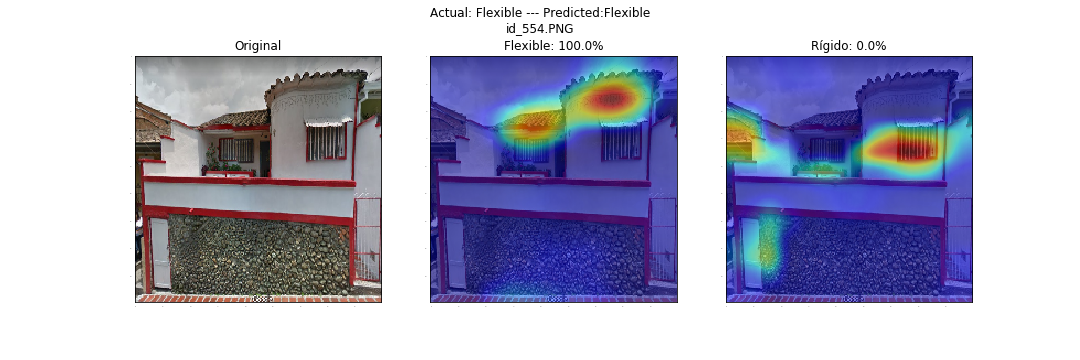 Actual: Flexible --- Predicted:Flexible
id_554.PNG
Original
Flexible: 100.0%
Rígido: 0.0%